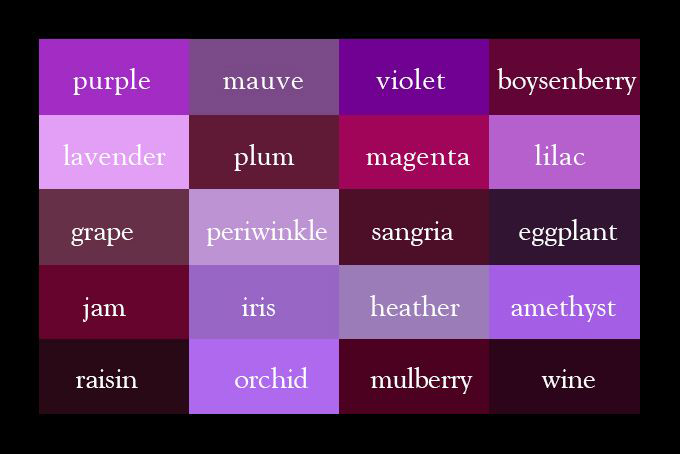 purple mauve violet boysenberry
lavender plum magenta lilac
grape periwinkle sangria eggplant
jam iris heather amethyst
raisin orchid mulberry wine